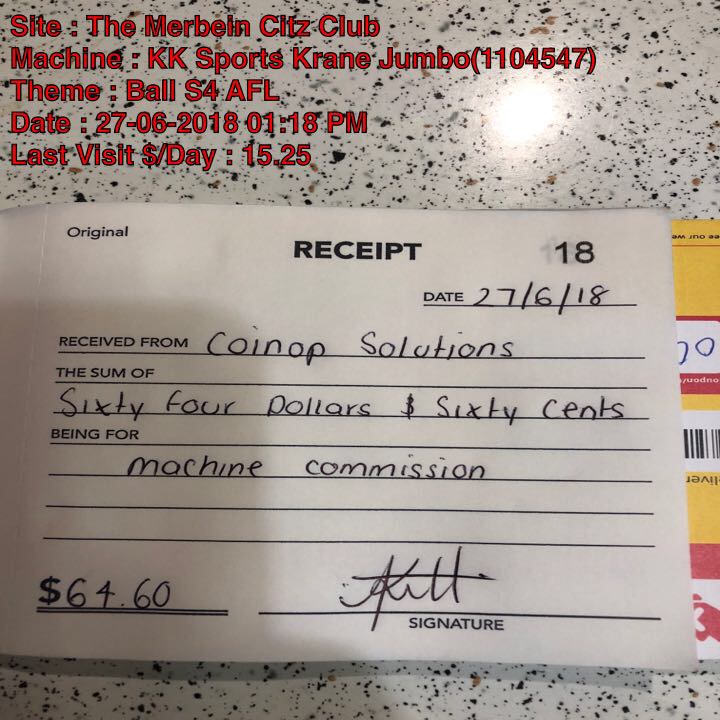 Site : The Merbein Citz Club
Machine : KK Sports Krane Jumbo(1104547)
Theme : Ball S4 AFL
Date : 27-06-2018 01:18 PM
Last Visit $/Day : 15.25
Original
RECEIPT 18
DATE 27/6/18
RECEIVED FROM Coinop Solutions
THE SUM OF
Sixty four Dollars $ Sixty Cents
BEING FOR
machine commission
$64.60
SIGNATURE